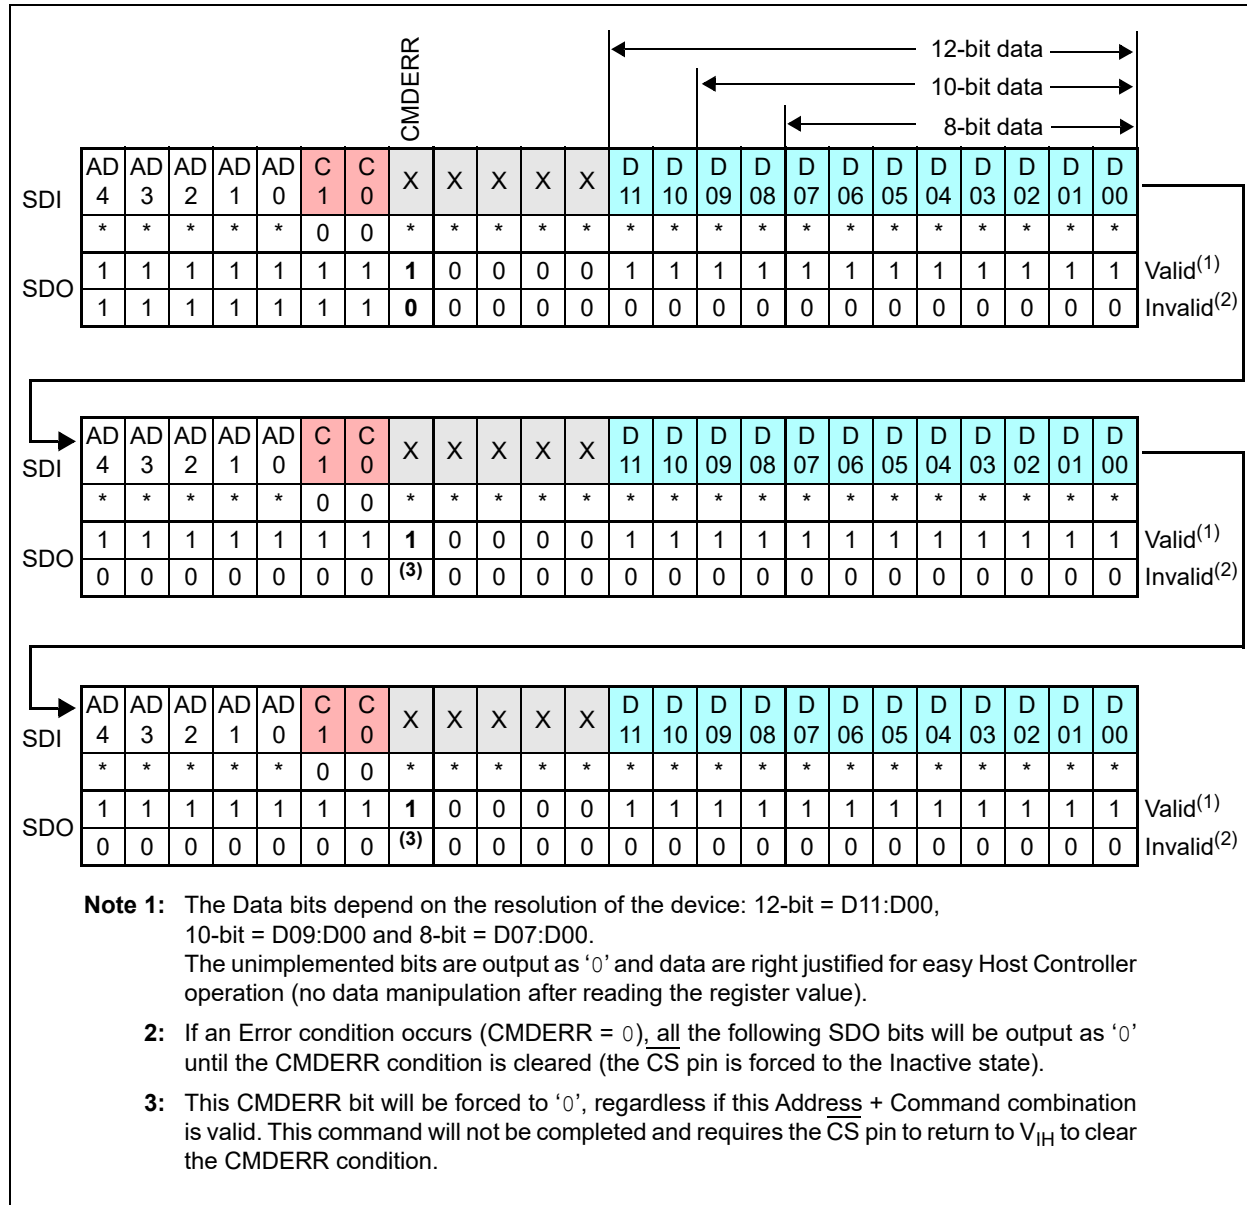 CMDERR
12-bit data
10-bit data
8-bit data
SDI AD4 AD3 AD2 AD1 AD0 C1 C0 X X X X X D11 D10 D09 D08 D07 D06 D05 D04 D03 D02 D01 D00
* * * * * 0 0 * * * * * * * * * * * * * * * * *
SDO 1 1 1 1 1 1 1 1 0 0 0 0 1 1 1 1 1 1 1 1 1 1 1 1 Valid(1)
1 1 1 1 1 1 1 0 0 0 0 0 0 0 0 0 0 0 0 0 0 0 0 0 Invalid(2)
SDI AD4 AD3 AD2 AD1 AD0 C1 C0 X X X X X D11 D10 D09 D08 D07 D06 D05 D04 D03 D02 D01 D00
* * * * * 0 0 * * * * * * * * * * * * * * * * *
SDO 1 1 1 1 1 1 1 1 0 0 0 0 1 1 1 1 1 1 1 1 1 1 1 1 Valid(1)
0 0 0 0 0 0 0 (3) 0 0 0 0 0 0 0 0 0 0 0 0 0 0 0 0 Invalid(2)
SDI AD4 AD3 AD2 AD1 AD0 C1 C0 X X X X X D11 D10 D09 D08 D07 D06 D05 D04 D03 D02 D01 D00
* * * * * 0 0 * * * * * * * * * * * * * * * * *
SDO 1 1 1 1 1 1 1 1 0 0 0 0 1 1 1 1 1 1 1 1 1 1 1 1 Valid(1)
0 0 0 0 0 0 0 (3) 0 0 0 0 0 0 0 0 0 0 0 0 0 0 0 0 Invalid(2)
Note 1: The Data bits depend on the resolution of the device: 12-bit = D11:D00,
10-bit = D09:D00 and 8-bit = D07:D00.
The unimplemented bits are output as ‘0’ and data are right justified for easy Host Controller
operation (no data manipulation after reading the register value).
2: If an Error condition occurs (CMDERR = 0), all the following SDO bits will be output as ‘0’
until the CMDERR condition is cleared (the CS pin is forced to the Inactive state).
3: This CMDERR bit will be forced to ‘0’, regardless if this Address + Command combination
is valid. This command will not be completed and requires the CS pin to return to VIH to clear
the CMDERR condition.